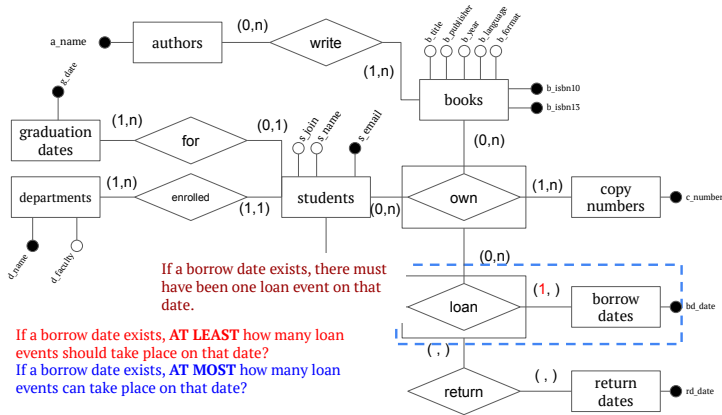 b_title
b_publisher
b_year
b_language
b_format
(0,n)
a_name
authors
write
(1,n)
g_date
books
b_isbn10
b_isbn13
graduation
dates
(1,n)
for
(0,1)
s_join
s_name
s_email
(0,n)
departments
(1,n)
enrolled
(1,1)
students
(0,n)
own
(1,n)
copy
numbers
c_number
d_name
d_faculty
(0,n)
If a borrow date exists, there must
have been one loan event on that
date.
loan
(1, )
borrow
dates
bd_date
If a borrow date exists, AT LEAST how many loan
events should take place on that date?
If a borrow date exists, AT MOST how many loan
events can take place on that date?
( , )
return
( , )
return
dates
rd_date